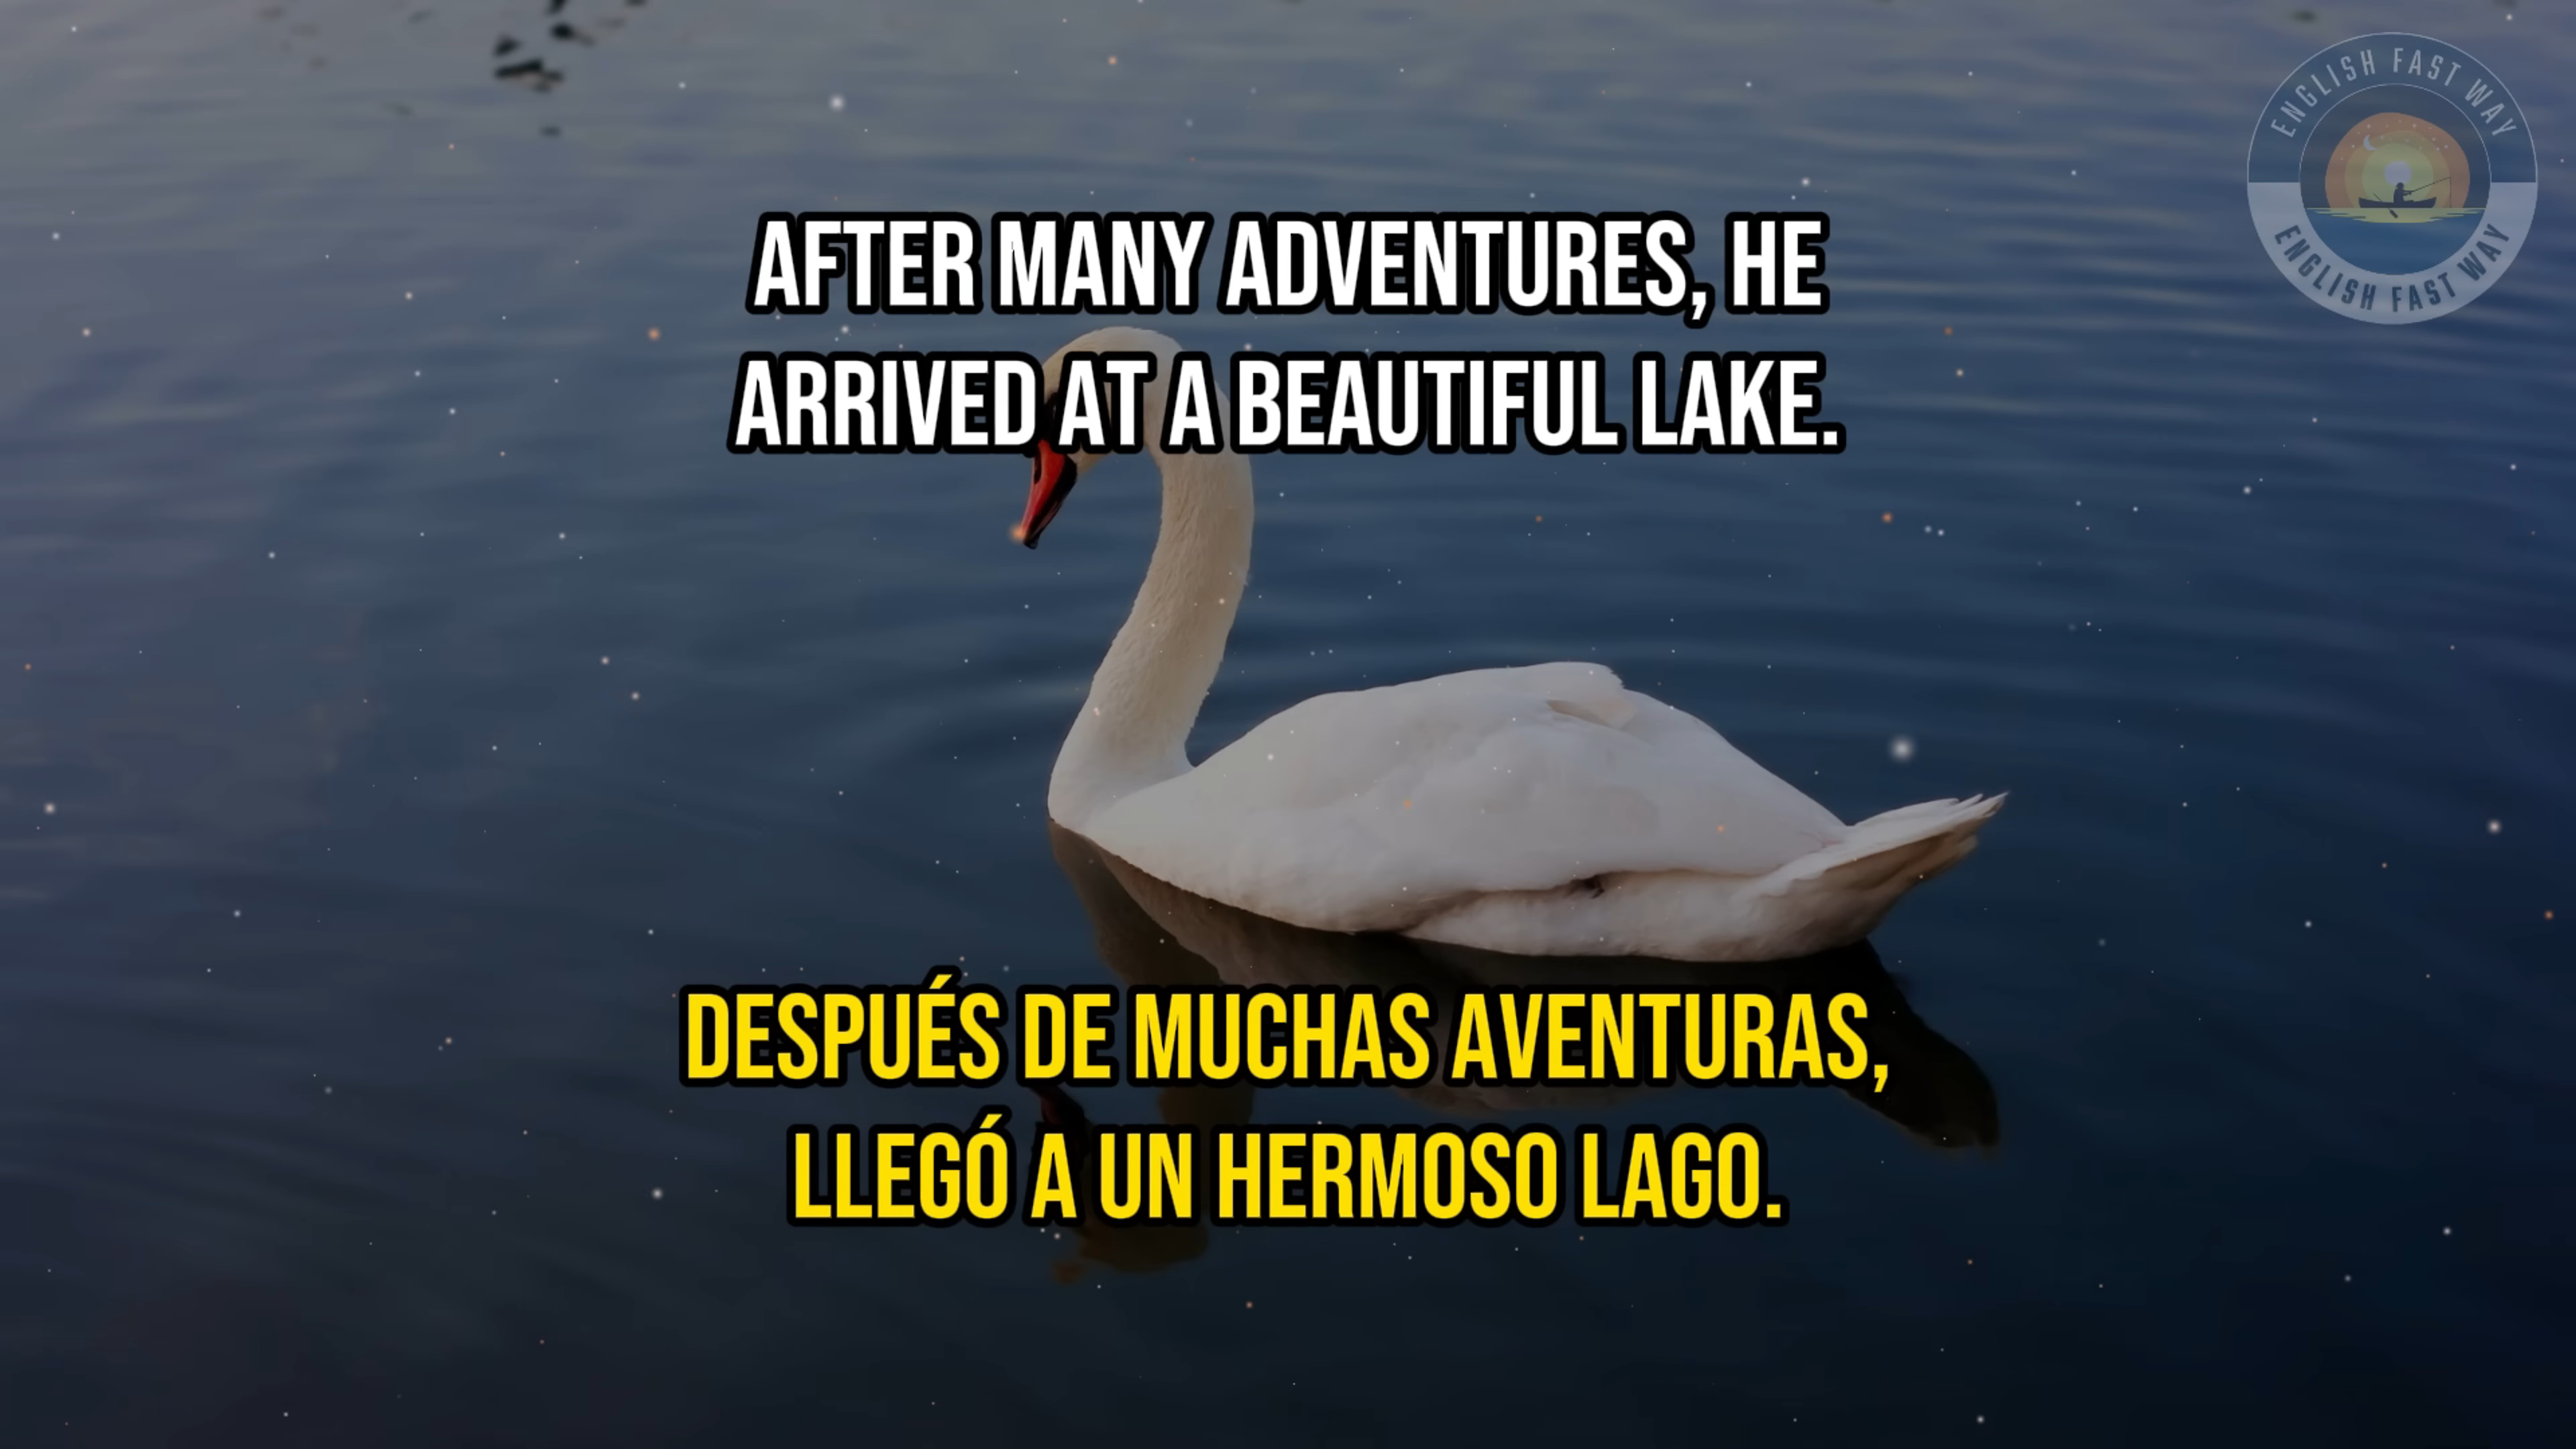 ENGLISH FAST WAY
ENGLISH FAST WAY
AFTER MANY ADVENTURES, HE
ARRIVED AT A BEAUTIFUL LAKE.
DESPUÉS DE MUCHAS AVENTURAS,
LLEGÓ A UN HERMOSO LAGO.